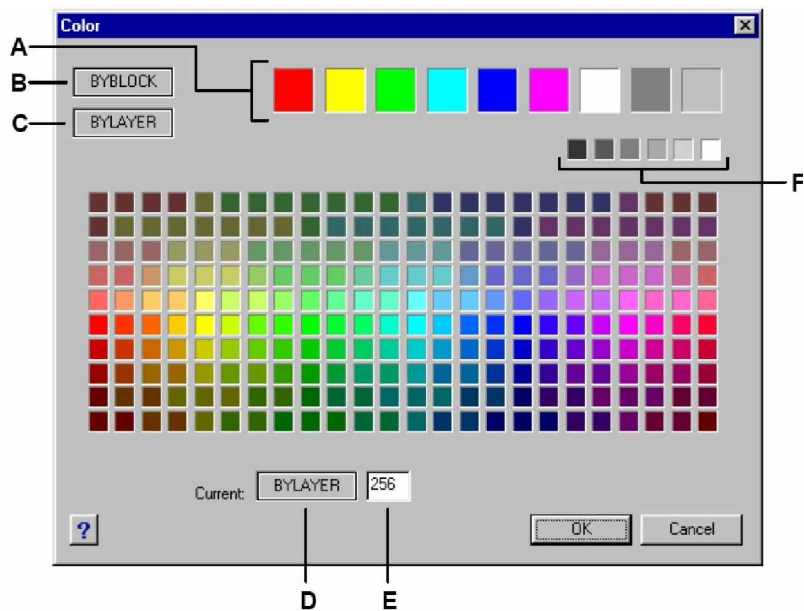 Color
A
B
BYBLOCK
C
BYLAYER
F
Current:
BYLAYER
256
?
OK
Cancel
D
E